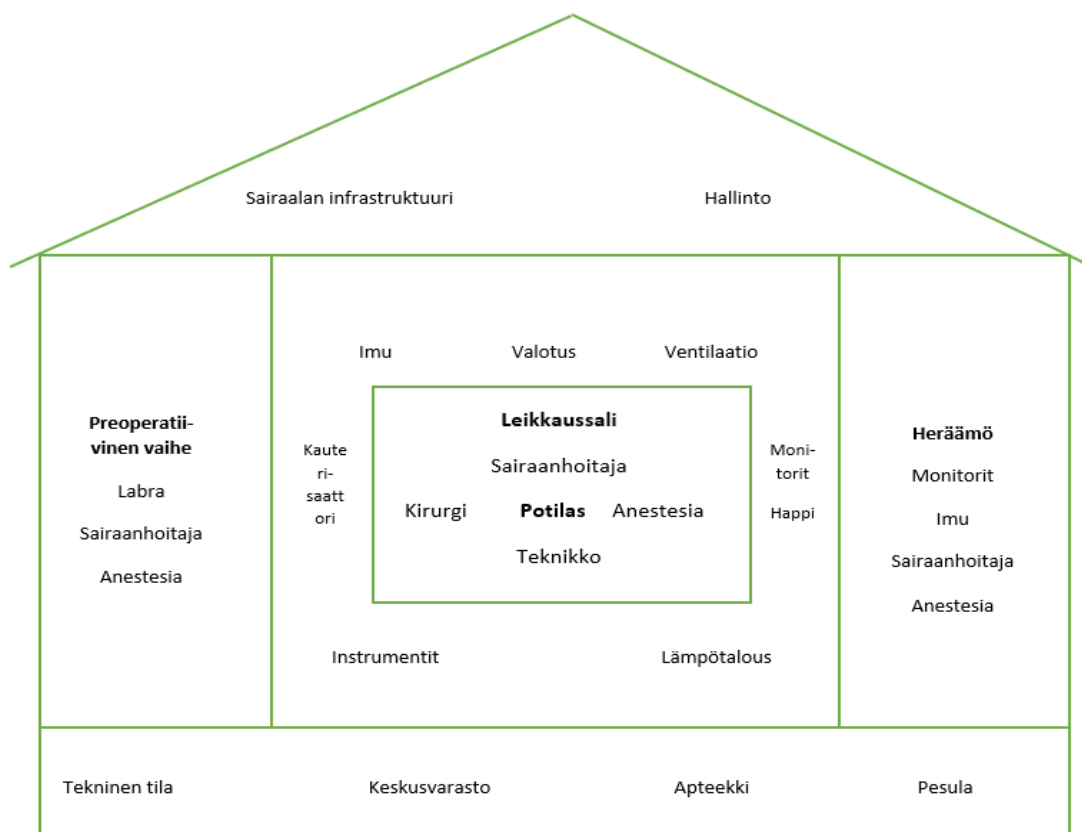 Sairaalan infrastruktuuri
Hallinto
Preoperatii-
vinen vaihe
Labra
Sairaanhoitaja
Anestesia
Imu
Valotus
Ventilaatio
Kaute
ri-
saatt
ori
Leikkaussali
Sairaanhoitaja
Kirurgi Potilas Anestesia
Teknikko
Moni-
torit
Happi
Instrumentit
Lämpötalous
Heräämö
Monitorit
Imu
Sairaanhoitaja
Anestesia
Tekninen tila
Keskusvarasto
Apteekki
Pesula